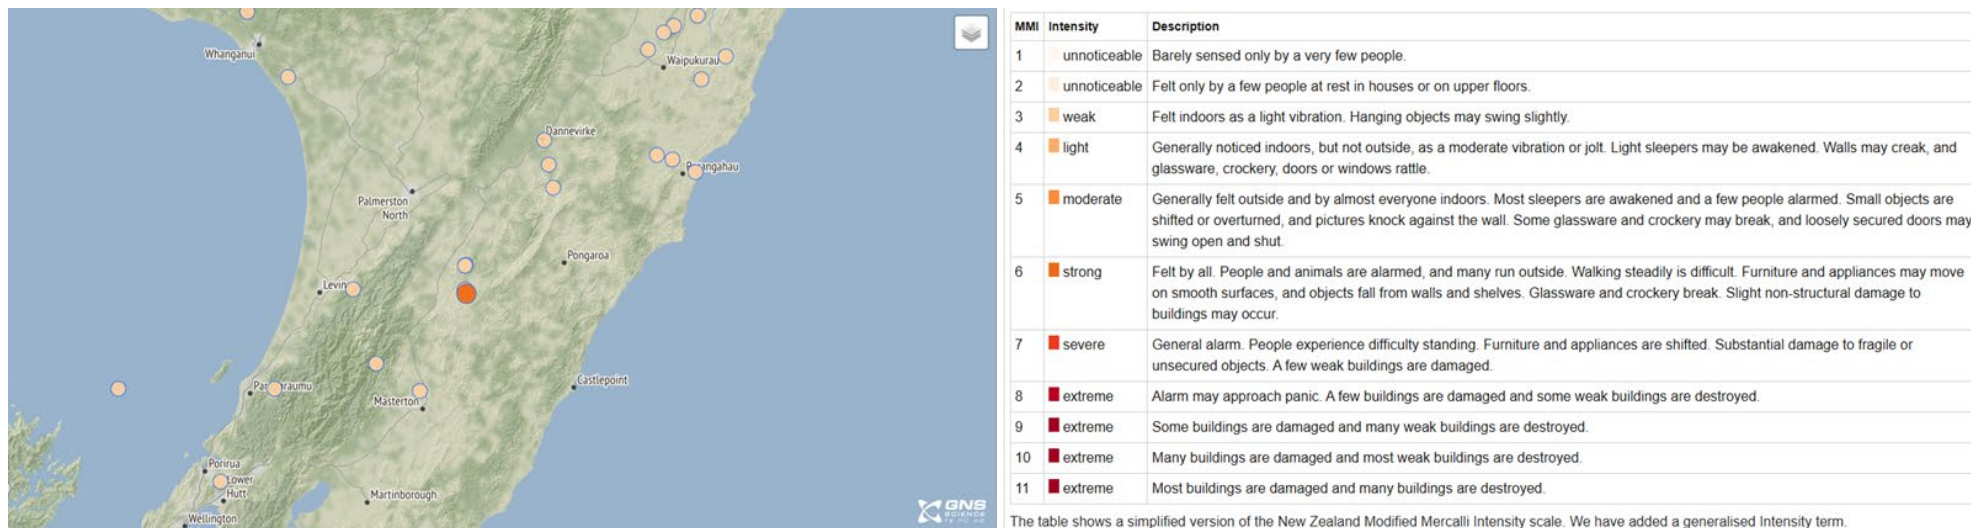 Whanganui
Waipukurau
Dannevirke
Palmerston
North
Pongaroa
Levin
Castlepoint
Masterton
Porirua
Lower
Hutt
Martinborough
Wellington
GNS
SCIENCE
MMI Intensity Description
1 unnoticeable Barely sensed only by a very few people.
2 unnoticeable Felt only by a few people at rest in houses or on upper floors.
3 weak Felt indoors as a light vibration. Hanging objects may swing slightly.
4 light Generally noticed indoors, but not outside, as a moderate vibration or jolt. Light sleepers may be awakened. Walls may creak, and
glassware, crockery, doors or windows rattle.
5 moderate Generally felt outside and by almost everyone indoors. Most sleepers are awakened and a few people alarmed. Small objects are
shifted or overturned, and pictures knock against the wall. Some glassware and crockery may break, and loosely secured doors may
swing open and shut.
6 strong Felt by all. People and animals are alarmed, and many run outside. Walking steadily is difficult. Furniture and appliances may move
on smooth surfaces, and objects fall from walls and shelves. Glassware and crockery break. Slight non-structural damage to
buildings may occur.
7 severe General alarm. People experience difficulty standing. Furniture and appliances are shifted. Substantial damage to fragile or
unsecured objects. A few weak buildings are damaged.
8 extreme Alarm may approach panic. A few buildings are damaged and some weak buildings are destroyed.
9 extreme Some buildings are damaged and many weak buildings are destroyed.
10 extreme Many buildings are damaged and most weak buildings are destroyed.
11 extreme Most buildings are damaged and many buildings are destroyed.
The table shows a simplified version of the New Zealand Modified Mercalli Intensity scale. We have added a generalised Intensity term.